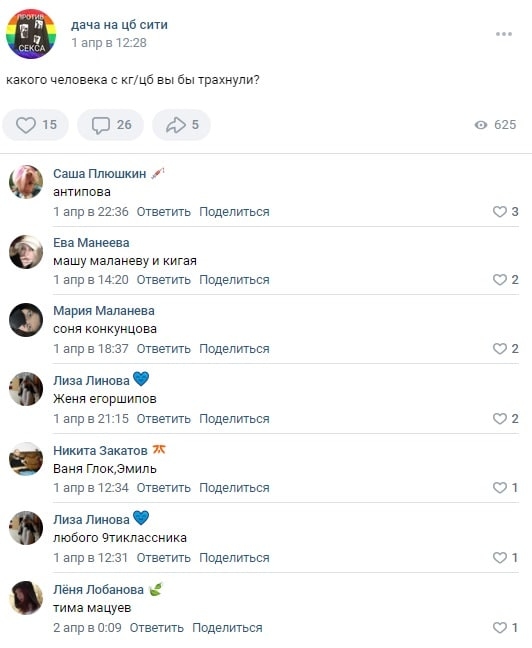 ПРОТИВ
СЕКСА
дача на цб сити
1 апр в 12:28
какого человека с кг/цб вы бы трахнули?
15 26 5 625
Саша Плюшкин
антипова
1 апр в 22:36 Ответить Поделиться 3
Ева Манеева
машу маланеву и кигая
1 апр в 14:20 Ответить Поделиться 2
Мария Маланева
соня конкунцова
1 апр в 18:37 Ответить Поделиться 2
Лиза Линова 💙
Женя егоршипов
1 апр в 21:15 Ответить Поделиться 2
Никита Закатов
Ваня Глок,Эмиль
1 апр в 12:34 Ответить Поделиться 1
Лиза Линова 💙
любого 9тиклассника
1 апр в 12:31 Ответить Поделиться 1
Лёня Лобанова
тима мацуев
2 апр в 0:09 Ответить Поделиться 1